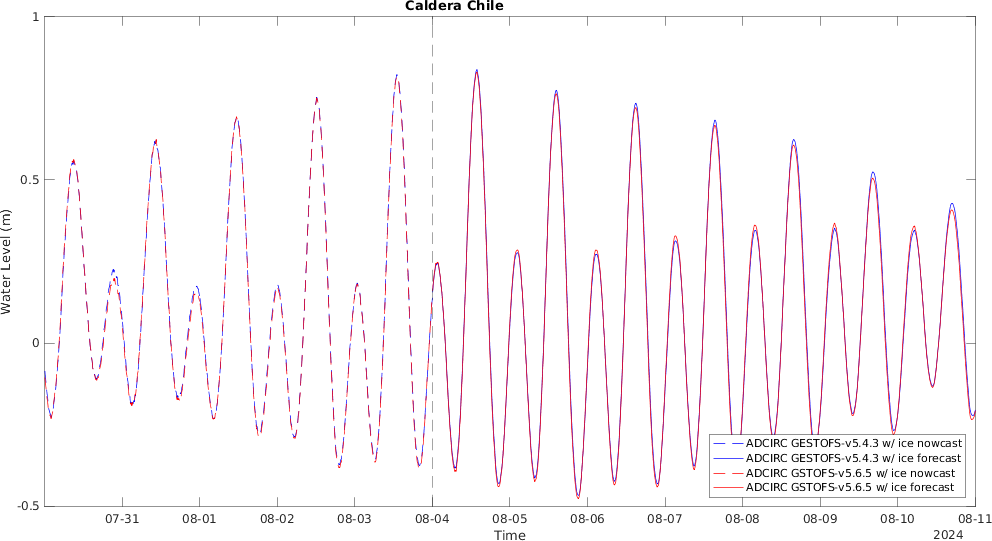 Caldera Chile
1
0.5
0
-0.5
Water Level (m)
07-31
08-01
08-02
08-03
08-04
08-05
08-06
08-07
08-08
08-09
08-10
08-11
Time
2024
ADCIRC GESTOFS-v5.4.3 w/ ice nowcast
ADCIRC GESTOFS-v5.4.3 w/ ice forecast
ADCIRC GSTOFS-v5.6.5 w/ ice nowcast
ADCIRC GSTOFS-v5.6.5 w/ ice forecast